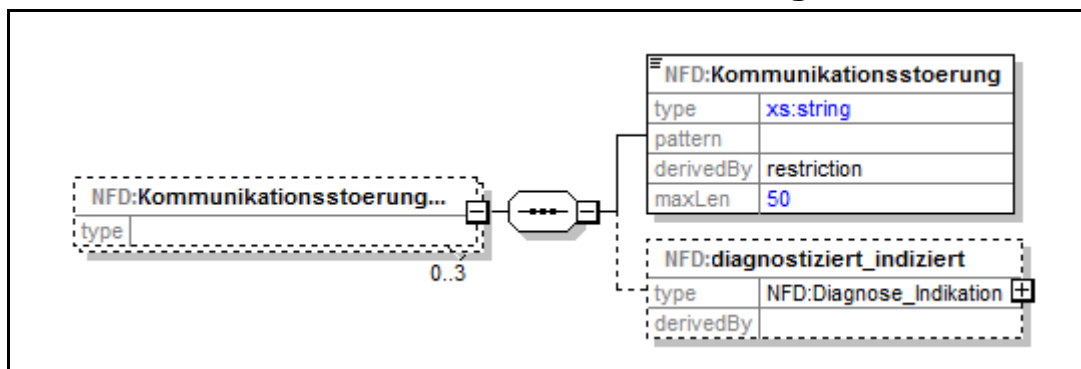 NFD:Kommunikationsstoerung
type xs:string
pattern
derivedBy restriction
maxLen 50
NFD:Kommunikationsstoerung...
type
0..3
NFD:diagnostiziert_indiziert
type NFD:Diagnose_Indikation
derivedBy